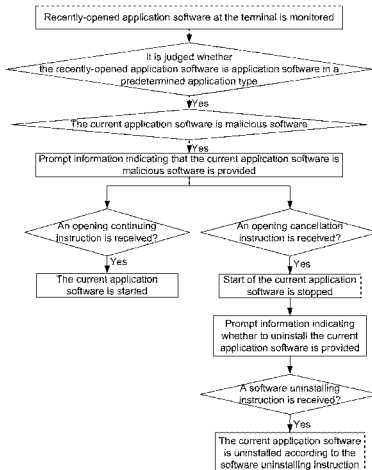 Recently-opened application software at the terminal is monitored
It is judged whether
the recently-opened application software is application software in a
predetermined application type
Yes
The current application software is malicious software
Yes
Prompt information indicating that the current application software is
malicious software is provided
An opening continuing
instruction is received?
An opening cancellation
instruction is received?
Yes
Yes
The current application
software is started
Start of the current application
software is stopped
Prompt information indicating
whether to uninstall the current
application software is provided
A software uninstalling
instruction is received?
Yes
The current application software
is uninstalled according to the
software uninstalling instruction